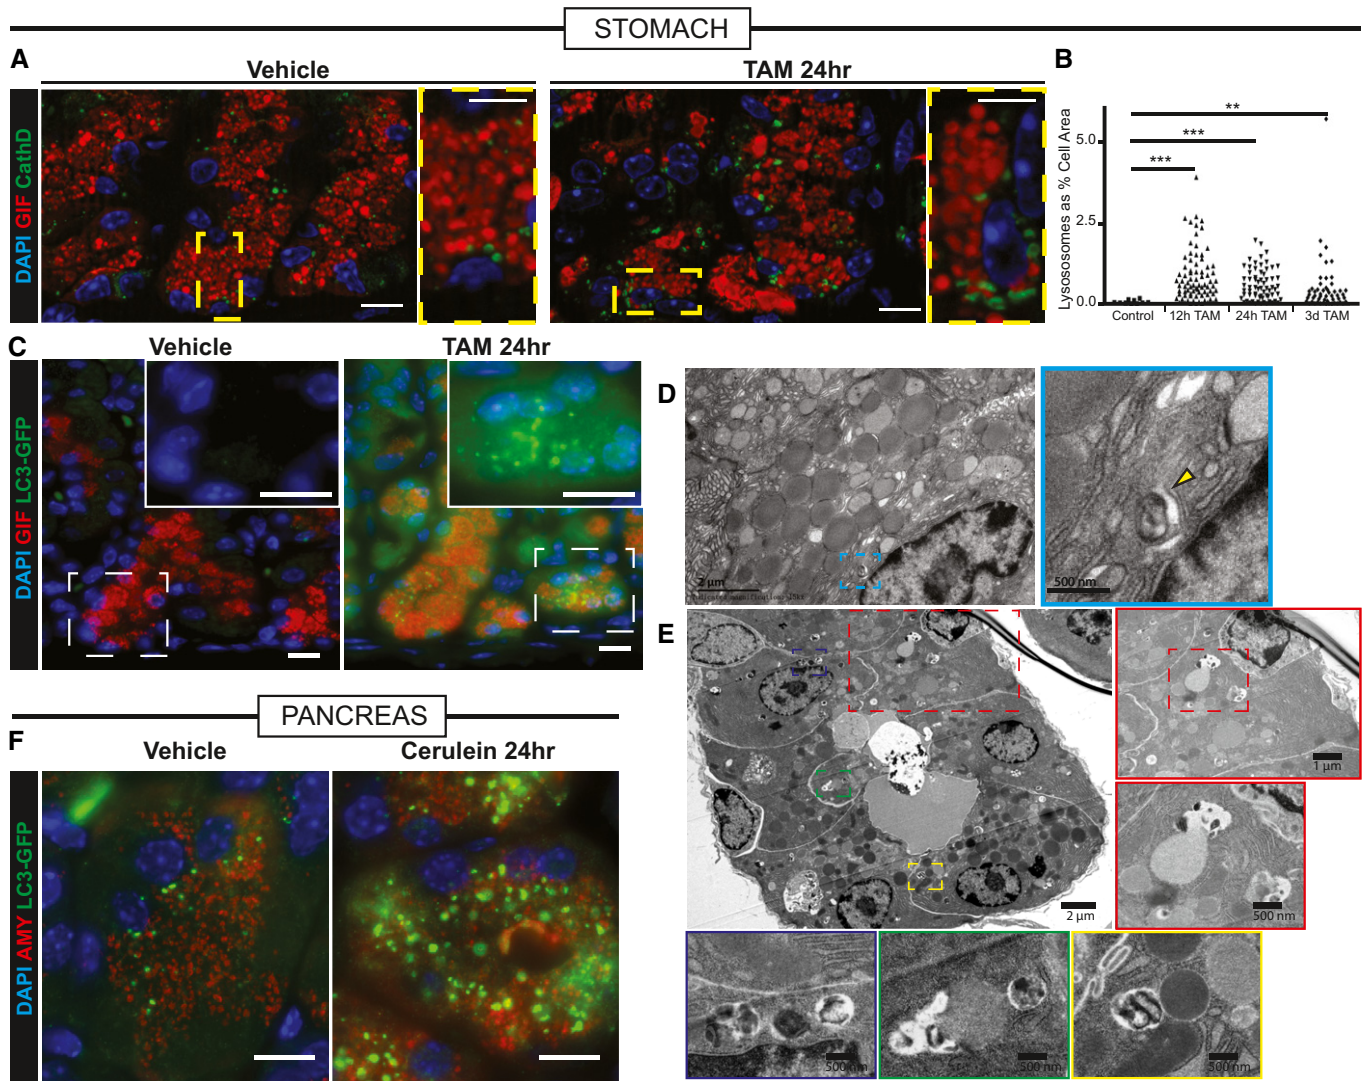 STOMACH
A
Vehicle
TAM 24hr
DAPI GIF CathD
B
Lysososomes as % Cell Area
5.0
2.5
0.0
**
***
***
Control 12h TAM 24h TAM 3d TAM
C
Vehicle
TAM 24hr
DAPI GIF LC3-GFP
D
2 µm
500 nm
E
2 µm
1 µm
500 nm
500 nm
500 nm
500 nm
PANCREAS
F
Vehicle
Cerulein 24hr
DAPI AMY LC3-GFP